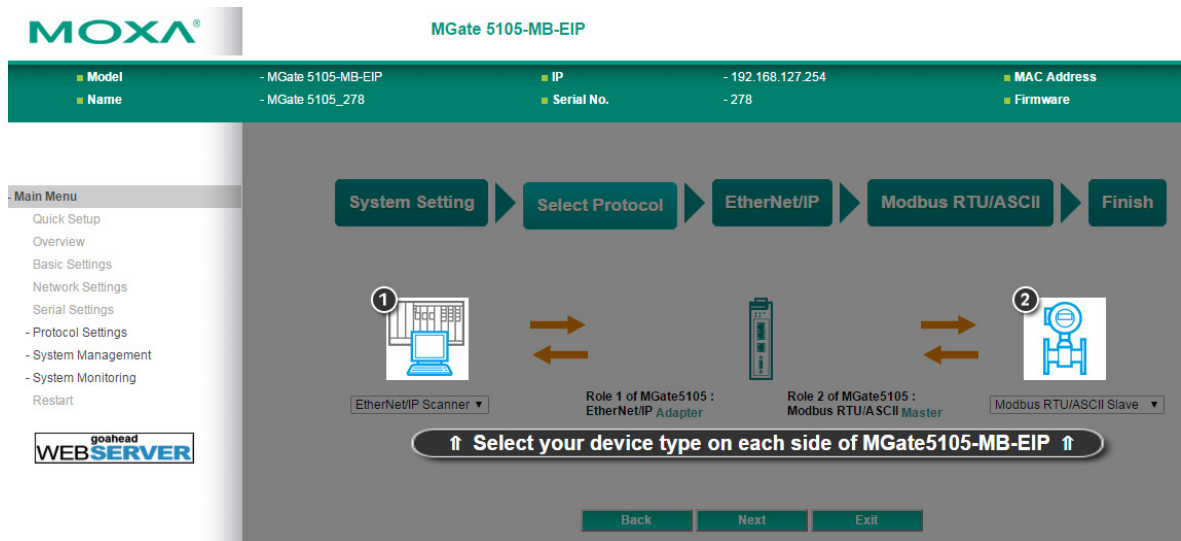 MOXA®
MGate 5105-MB-EIP
Model - MGate 5105-MB-EIP IP - 192.168.127.254 MAC Address
Name - MGate 5105_278 Serial No. - 278 Firmware
- Main Menu
Quick Setup
Overview
Basic Settings
Network Settings
Serial Settings
- Protocol Settings
- System Management
- System Monitoring
Restart
goahead
WEBSERVER
System Setting Select Protocol EtherNet/IP Modbus RTU/ASCII Finish
1 2
Role 1 of MGate5105 : Role 2 of MGate5105 :
EtherNet/IP Scanner ▼ EtherNet/IP Adapter Modbus RTU/ASCII Master Modbus RTU/ASCII Slave ▼
⇑ Select your device type on each side of MGate5105-MB-EIP ⇑
Back Next Exit